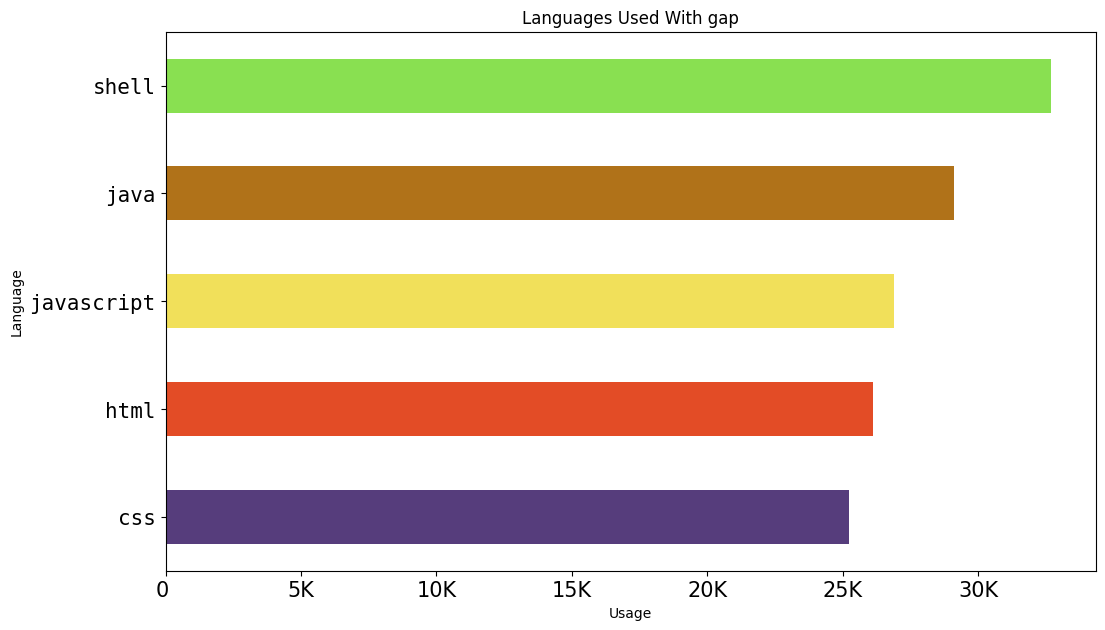 Languages Used With gap
Language
shell
java
javascript
html
css
0 5K 10K 15K 20K 25K 30K
Usage